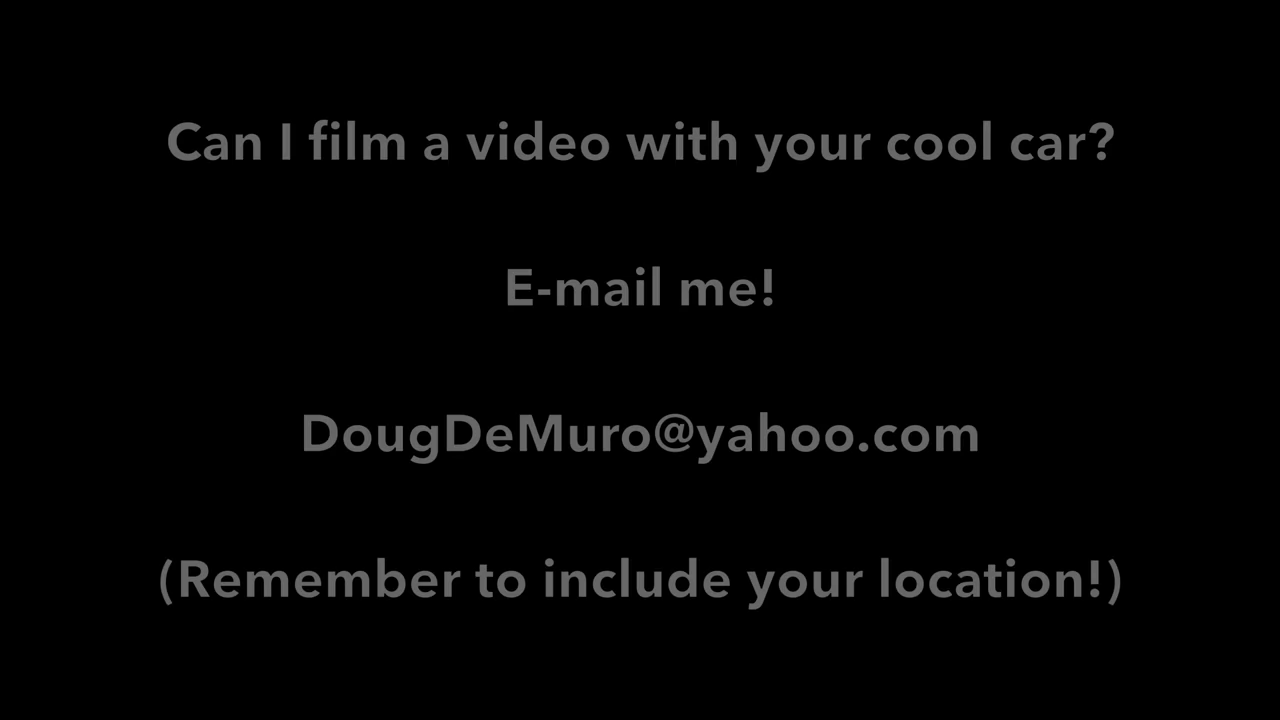 Can I film a video with your cool car?
E-mail me!
DougDeMuro@yahoo.com
(Remember to include your location!)